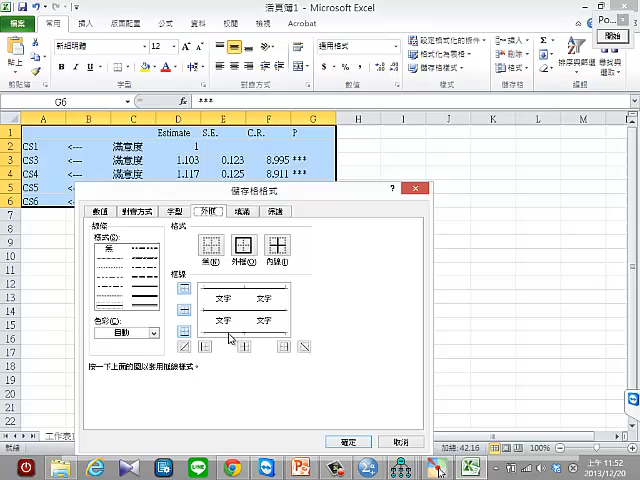 活頁簿1 - Microsoft Excel
Po...
開始
檔案 常用 插入 版面配置 公式 資料 校閱 檢視 Acrobat
新細明體 12
通用格式
設定格式化的條件
插入
貼上
格式化為表格
刪除
儲存格樣式
格式
排序與篩選
尋找與選取
剪貼簿 字型 對齊方式 數值 樣式 儲存格 編輯
G6 fx ***
A B C D E F G H I J K L M
1 Estimate S.E. C.R. P
2 CS1 <--- 滿意度 1
3 CS3 <--- 滿意度 1.103 0.123 8.995 ***
4 CS4 <--- 滿意度 1.117 0.125 8.911 ***
5 CS5
6 CS6
7
8
9
10
11
12
13
14
15
16
17
18
19
20
21
22
儲存格格式
數值 對齊方式 字型 外框 填滿 保護
線條
樣式(S):
無
色彩(C):
自動
格式
無(N) 外框(O) 內線(I)
框線
文字 文字
文字 文字
按一下上面的圖以套用框線樣式。
確定 取消
工作表
就緒
加總: 42.16 100%
LINE
上午 11:52
2013/12/20